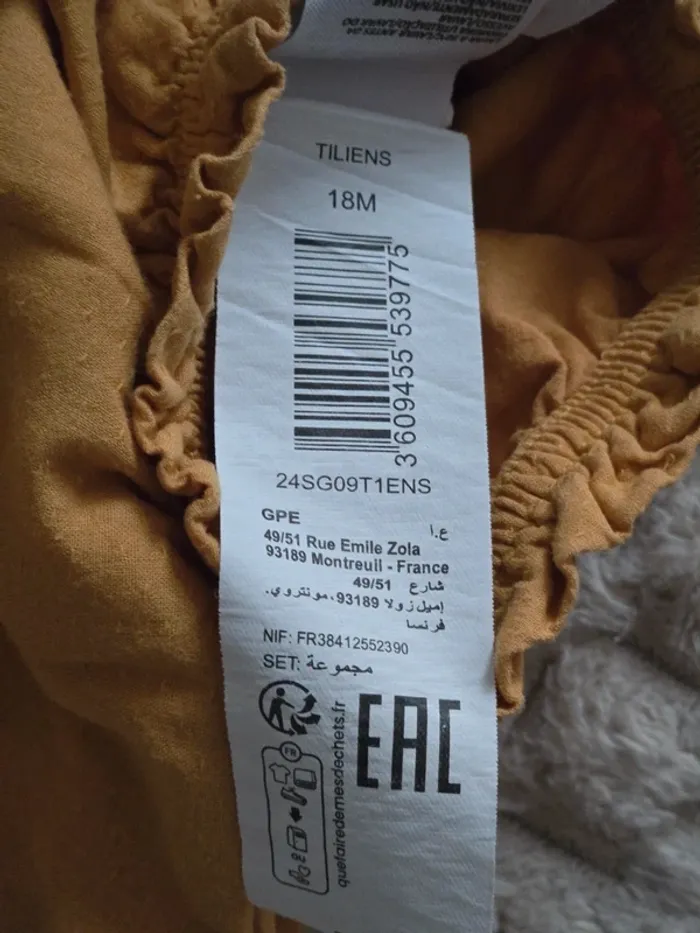 TILIENS
18M
3 609455 539775
24SG09T1ENS
GPE
ع.ا
49/51 Rue Emile Zola
93189 Montreuil - France
49/51 شارع
إميل زولا 93189، مونتروي.
فرنسا
NIF: FR38412552390
SET: مجموعة
EAC
quefairedemesdechets.fr